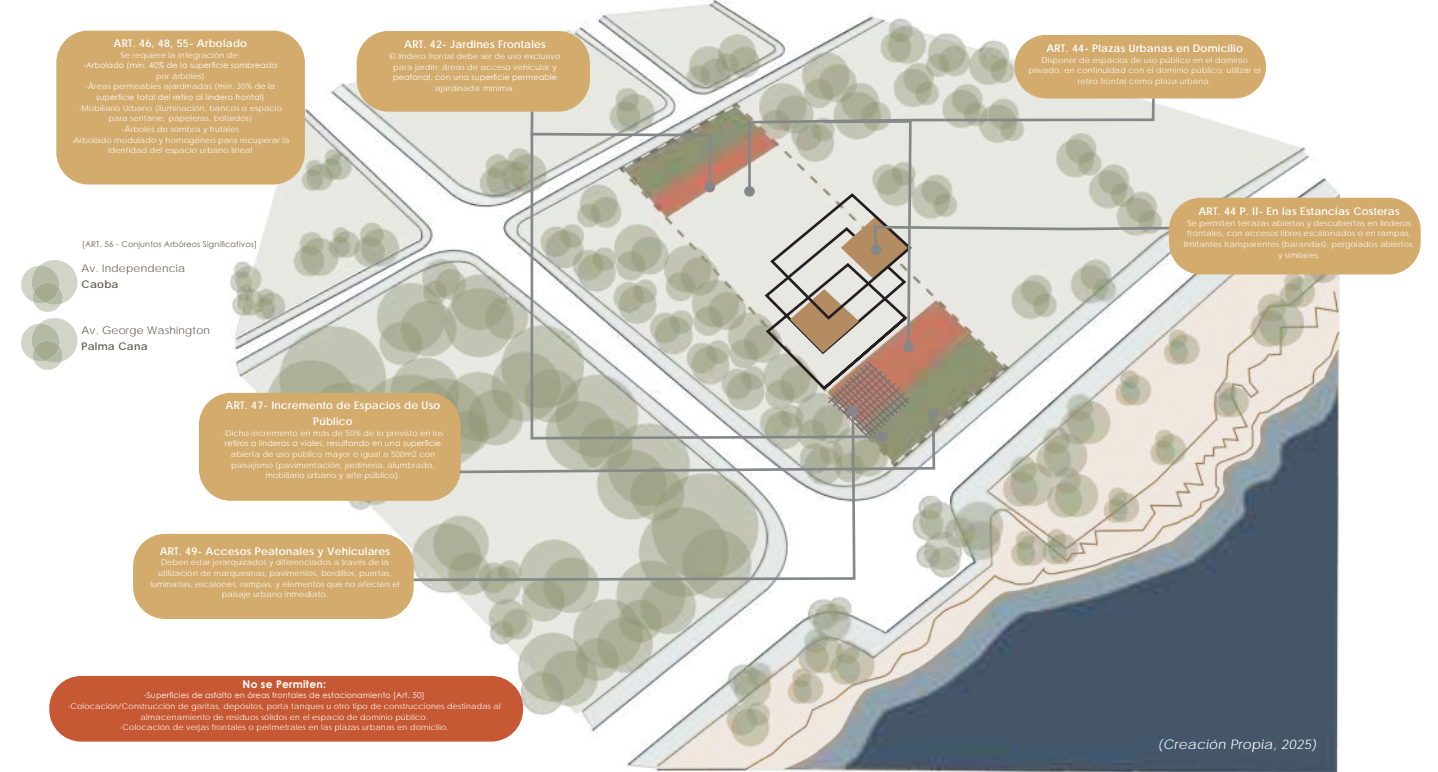 ART. 46, 48, 55- Arbolado
Se requiere la integración de:
-Arbolado (min. 40% de la superficie sombreada
por árboles)
-Áreas permeables ajardinadas (min. 30% de la
superficie total del retiro al lindero frontal)
-Mobiliario Urbano (Iluminación, bancos o espacio
para sentarse, papeleras, bolardos)
-Árboles de sombra y frutales
-Arbolado modulado y homogéneo para recuperar la
identidad del espacio urbano lineal
ART. 42- Jardines Frontales
El lindero frontal debe ser de uso exclusivo
para jardín: áreas de acceso vehicular y
peatonal, con una superficie permeable
ajardinada mínima.
ART. 44- Plazas Urbanas en Domicilio
Disponer de espacios de uso público en el dominio
privado, en continuidad con el dominio público: utilizar el
retiro frontal como plaza urbana.
ART. 44 P. II- En las Estancias Costeras
Se permiten terrazas abiertas y descubiertas en linderos
frontales, con accesos libres escalonados o en rampas,
limitantes transparentes (barandas), pergolados abiertos,
y similares.
[ART. 56 - Conjuntos Arbóreos Significativos]
Av. Independencia
Caoba
Av. George Washington
Palma Cana
ART. 47- Incremento de Espacios de Uso
Público
-Dicho incremento en más de 50% de lo previsto en los
retiros a linderos a viales, resultando en una superficie
abierta de uso público mayor o igual a 500m2 con
paisajismo (pavimentación, jardinería, alumbrado,
mobiliario urbano y arte público).
ART. 49- Accesos Peatonales y Vehiculares
Deben estar jerarquizados y diferenciados a través de la
utilización de marquesinas, pavimentos, bordillos, puertas,
luminarias, escalones, rampas, y elementos que no afecten el
paisaje urbano inmediato.
No se Permiten:
-Superficies de asfalto en áreas frontales de estacionamiento [Art. 50]
-Colocación/Construcción de garitas, depósitos, porta tanques u otro tipo de construcciones destinadas al
almacenamiento de residuos sólidos en el espacio de dominio público.
-Colocación de verjas frontales o perimetrales en las plazas urbanas en domicilio.
(Creación Propia, 2025)